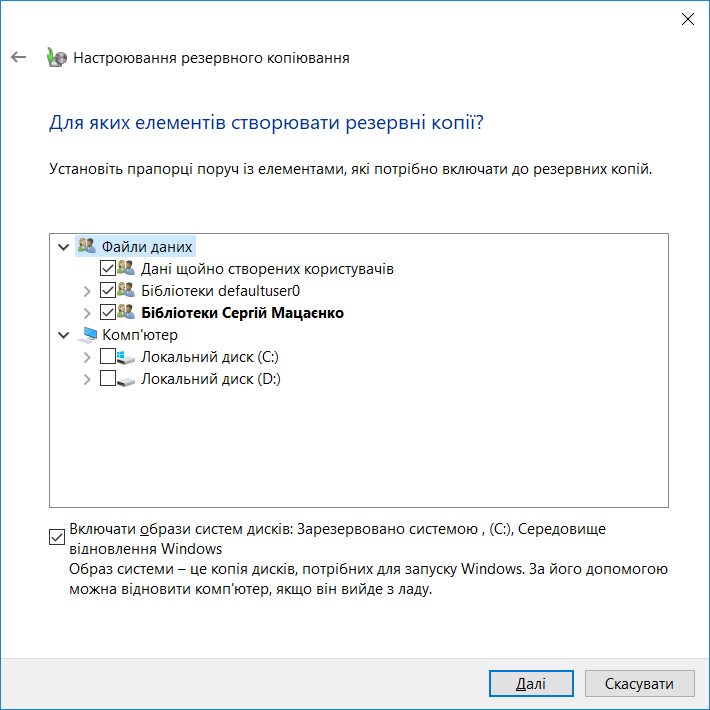 Настроювання резервного копіювання
Для яких елементів створювати резервні копії?
Установіть прапорці поруч із елементами, які потрібно включати до резервних копій.
Файли даних
Дані щойно створених користувачів
Бібліотеки defaultuser0
Бібліотеки Сергій Мацаєнко
Комп'ютер
Локальний диск (C:)
Локальний диск (D:)
Включати образи систем дисків: Зарезервовано системою , (C:), Середовище
відновлення Windows
Образ системи – це копія дисків, потрібних для запуску Windows. За його допомогою
можна відновити комп'ютер, якщо він вийде з ладу.
Далі
Скасувати